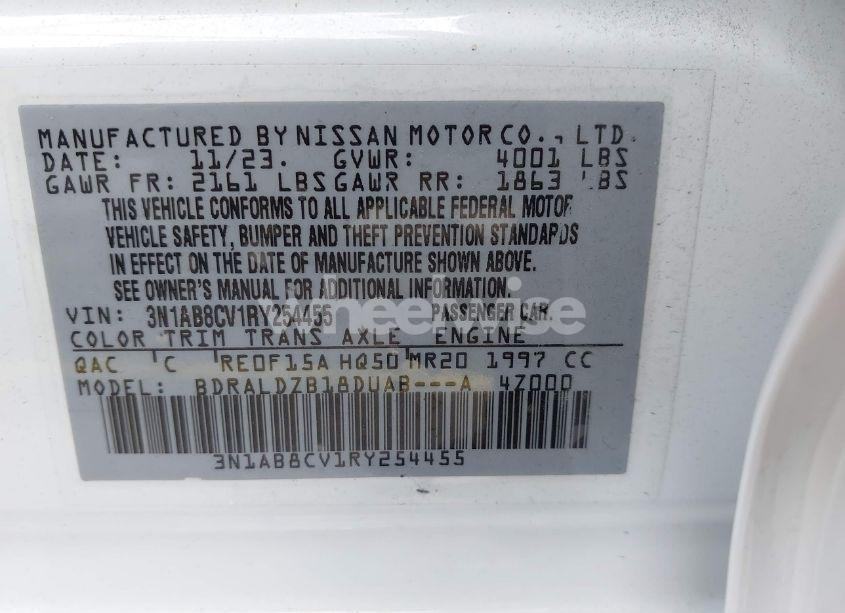 MANUFACTURED BY NISSAN MOTOR CO., LTD.
DATE: 11/23. GVWR: 4001 LBS
GAWR FR: 2161 LBS GAWR RR: 1863 LBS
THIS VEHICLE CONFORMS TO ALL APPLICABLE FEDERAL MOTOR
VEHICLE SAFETY, BUMPER AND THEFT PREVENTION STANDARDS
IN EFFECT ON THE DATE OF MANUFACTURE SHOWN ABOVE.
SEE OWNER'S MANUAL FOR ADDITIONAL INFORMATION.
wheelwise
VIN: 3N1AB8CV1RY254455 PASSENGER CAR.
COLOR TRIM TRANS AXLE ENGINE
QAC C RE0F15A HQ50 MR20 1997 CC
MODEL: BDRALDZB18DUAB---A 4Z000
3N1AB8CV1RY254455